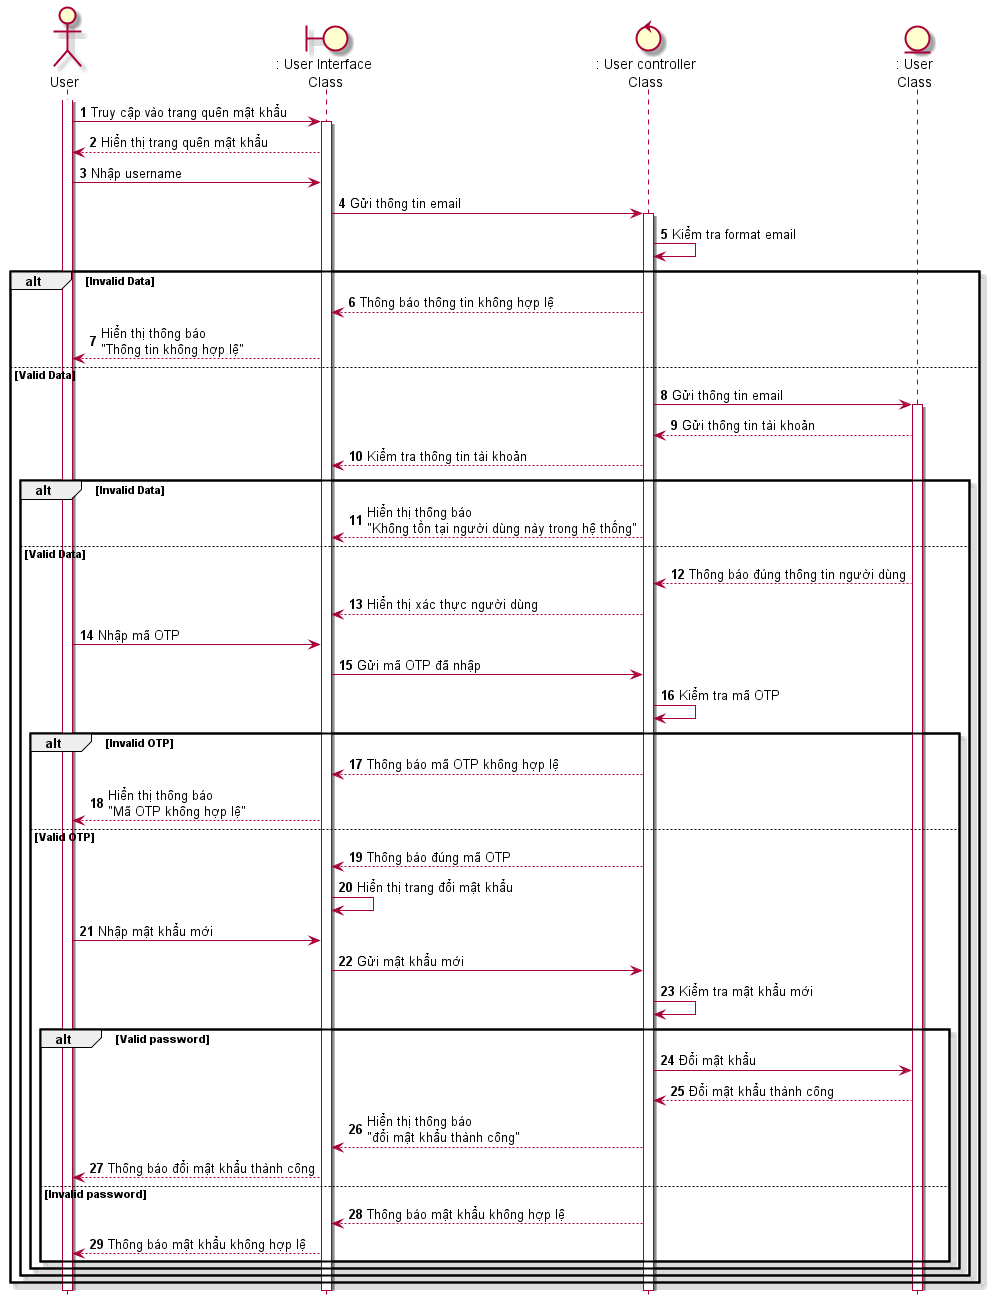 User
: User Interface
Class
: User controller
Class
: User
Class
1 Truy cập vào trang quên mật khẩu
2 Hiển thị trang quên mật khẩu
3 Nhập username
4 Gửi thông tin email
5 Kiểm tra format email
alt [Invalid Data]
6 Thông báo thông tin không hợp lệ
7 Hiển thị thông báo
"Thông tin không hợp lệ"
[Valid Data]
8 Gửi thông tin email
9 Gửi thông tin tài khoản
10 Kiểm tra thông tin tài khoản
alt [Invalid Data]
11 Hiển thị thông báo
"Không tồn tại người dùng này trong hệ thống"
[Valid Data]
12 Thông báo đúng thông tin người dùng
13 Hiển thị xác thực người dùng
14 Nhập mã OTP
15 Gửi mã OTP đã nhập
16 Kiểm tra mã OTP
alt [Invalid OTP]
17 Thông báo mã OTP không hợp lệ
18 Hiển thị thông báo
"Mã OTP không hợp lệ"
[Valid OTP]
19 Thông báo đúng mã OTP
20 Hiển thị trang đổi mật khẩu
21 Nhập mật khẩu mới
22 Gửi mật khẩu mới
23 Kiểm tra mật khẩu mới
alt [Valid password]
24 Đổi mật khẩu
25 Đổi mật khẩu thành công
26 Hiển thị thông báo
"đổi mật khẩu thành công"
27 Thông báo đổi mật khẩu thành công
[Invalid password]
28 Thông báo mật khẩu không hợp lệ
29 Thông báo mật khẩu không hợp lệ